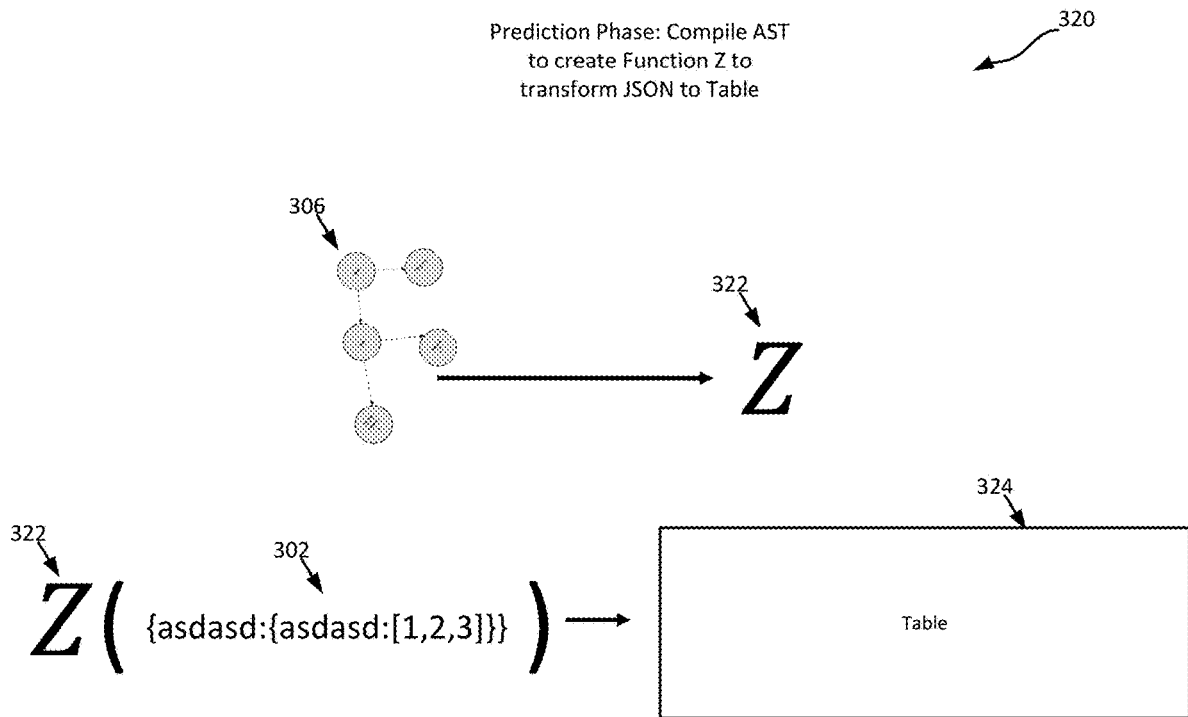 Prediction Phase: Compile AST
to create Function Z to
transform JSON to Table
320
306
322
Z
324
322
302
Z( {asdasd:{asdasd:[1,2,3]}} )
Table